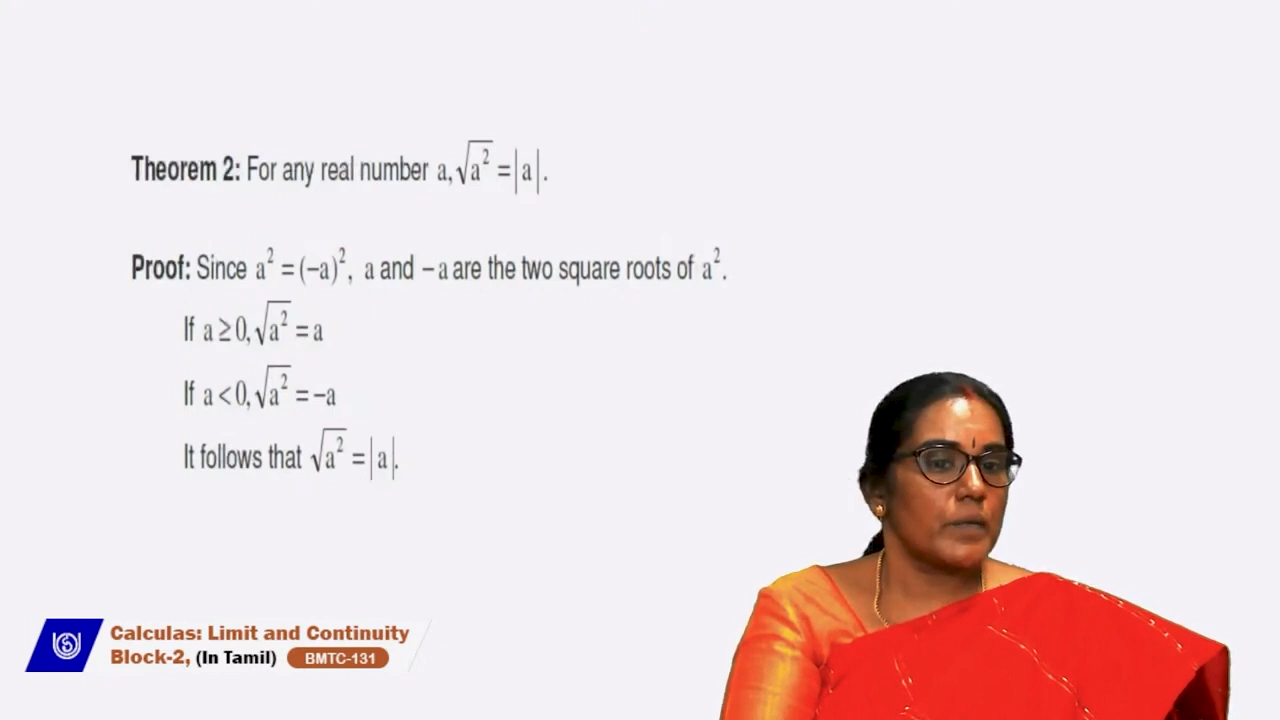 Theorem 2: For any real number a, √a² = |a|.
Proof: Since a² = (−a)², a and −a are the two square roots of a².
If a ≥ 0, √a² = a
If a < 0, √a² = −a
It follows that √a² = |a|.
Calculas: Limit and Continuity
Block-2, (In Tamil) BMTC-131